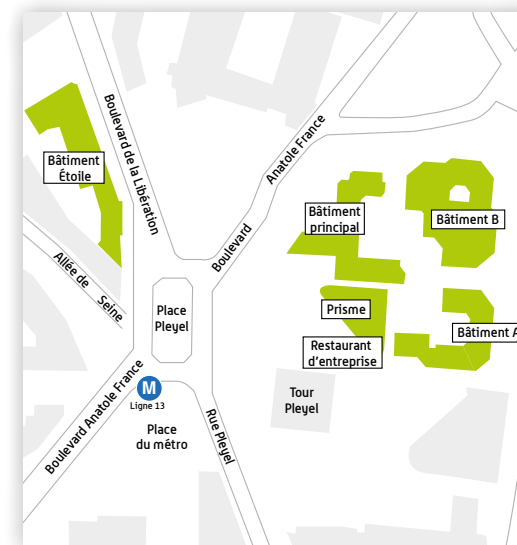 Boulevard de la Libération
Anatole France
Boulevard
Bâtiment
Étoile
Bâtiment
principal
Bâtiment B
Allée de
Seine
Place
Pleyel
Prisme
Restaurant
d'entreprise
Bâtiment A
Boulevard Anatole France
M
Ligne 13
Place
du métro
Rue Pleyel
Tour
Pleyel